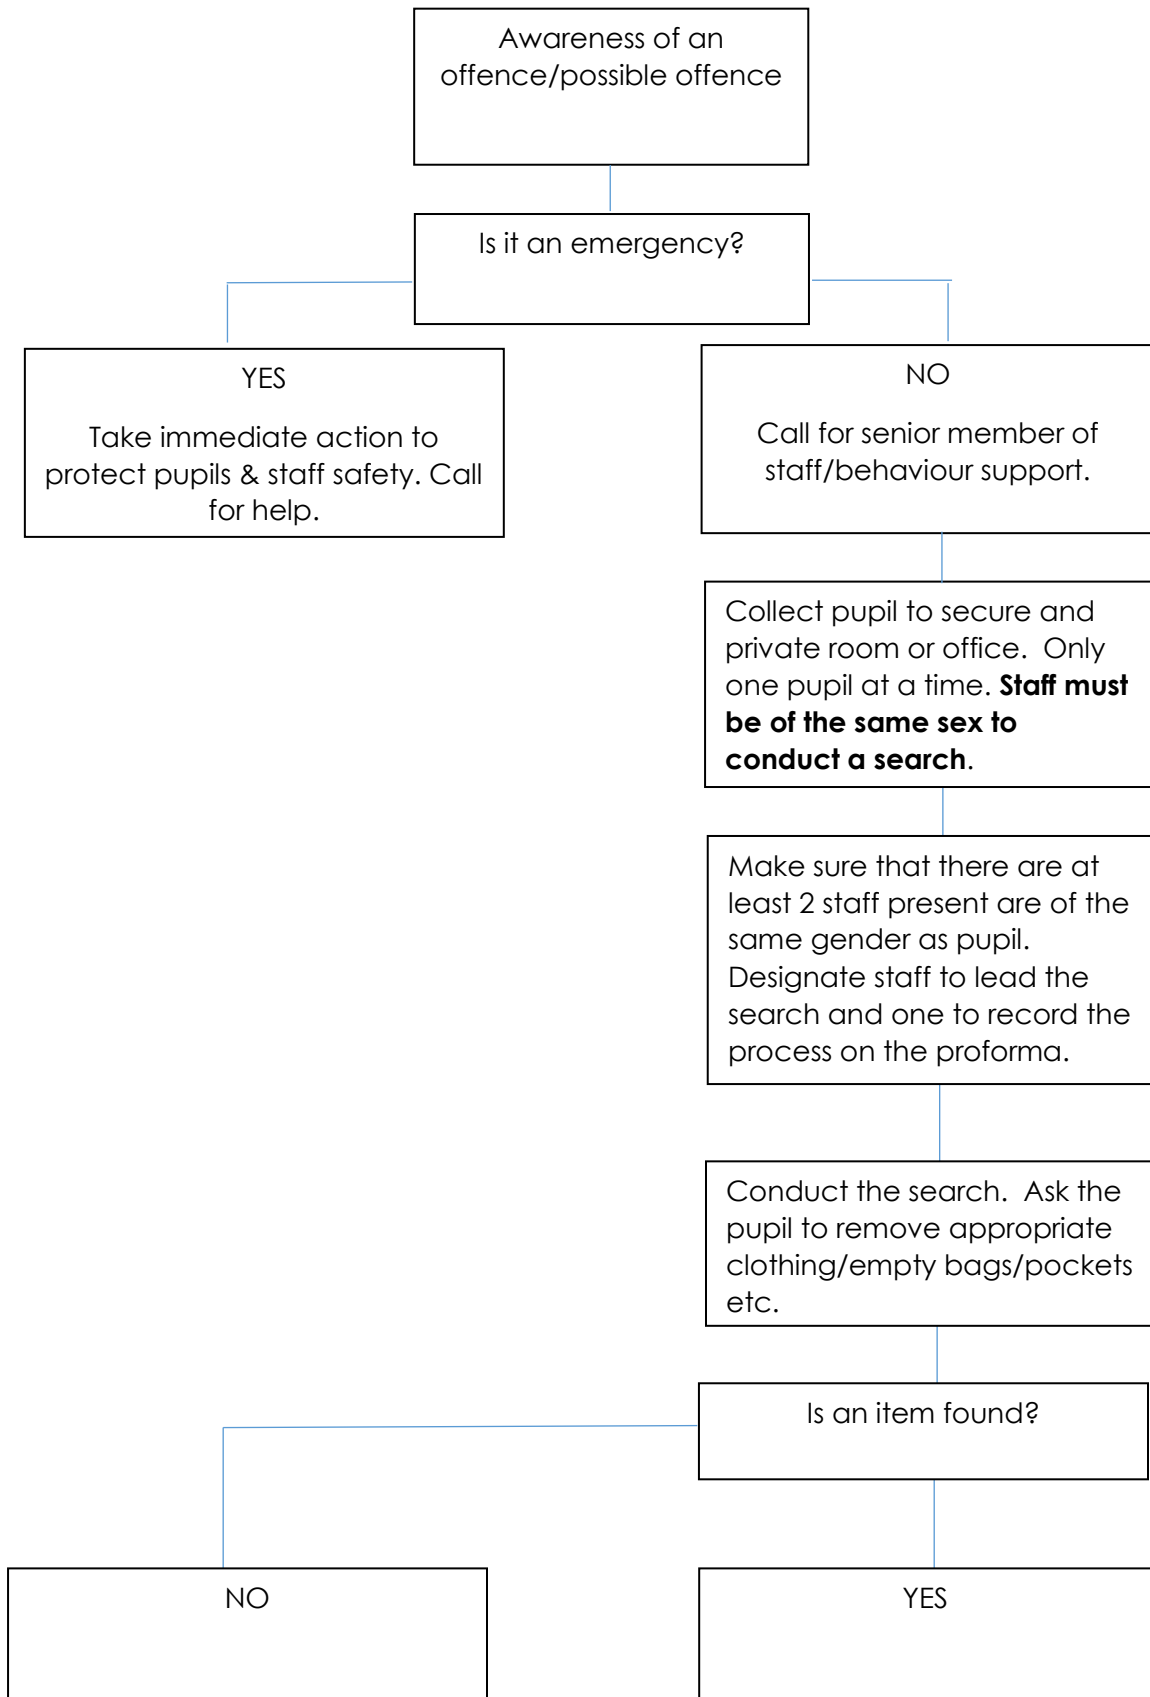 Awareness of an
offence/possible offence
Is it an emergency?
YES
Take immediate action to
protect pupils & staff safety. Call
for help.
NO
Call for senior member of
staff/behaviour support.
Collect pupil to secure and
private room or office.  Only
one pupil at a time. Staff must
be of the same sex to
conduct a search.
Make sure that there are at
least 2 staff present are of the
same gender as pupil.
Designate staff to lead the
search and one to record the
process on the proforma.
Conduct the search.  Ask the
pupil to remove appropriate
clothing/empty bags/pockets
etc.
Is an item found?
NO
YES